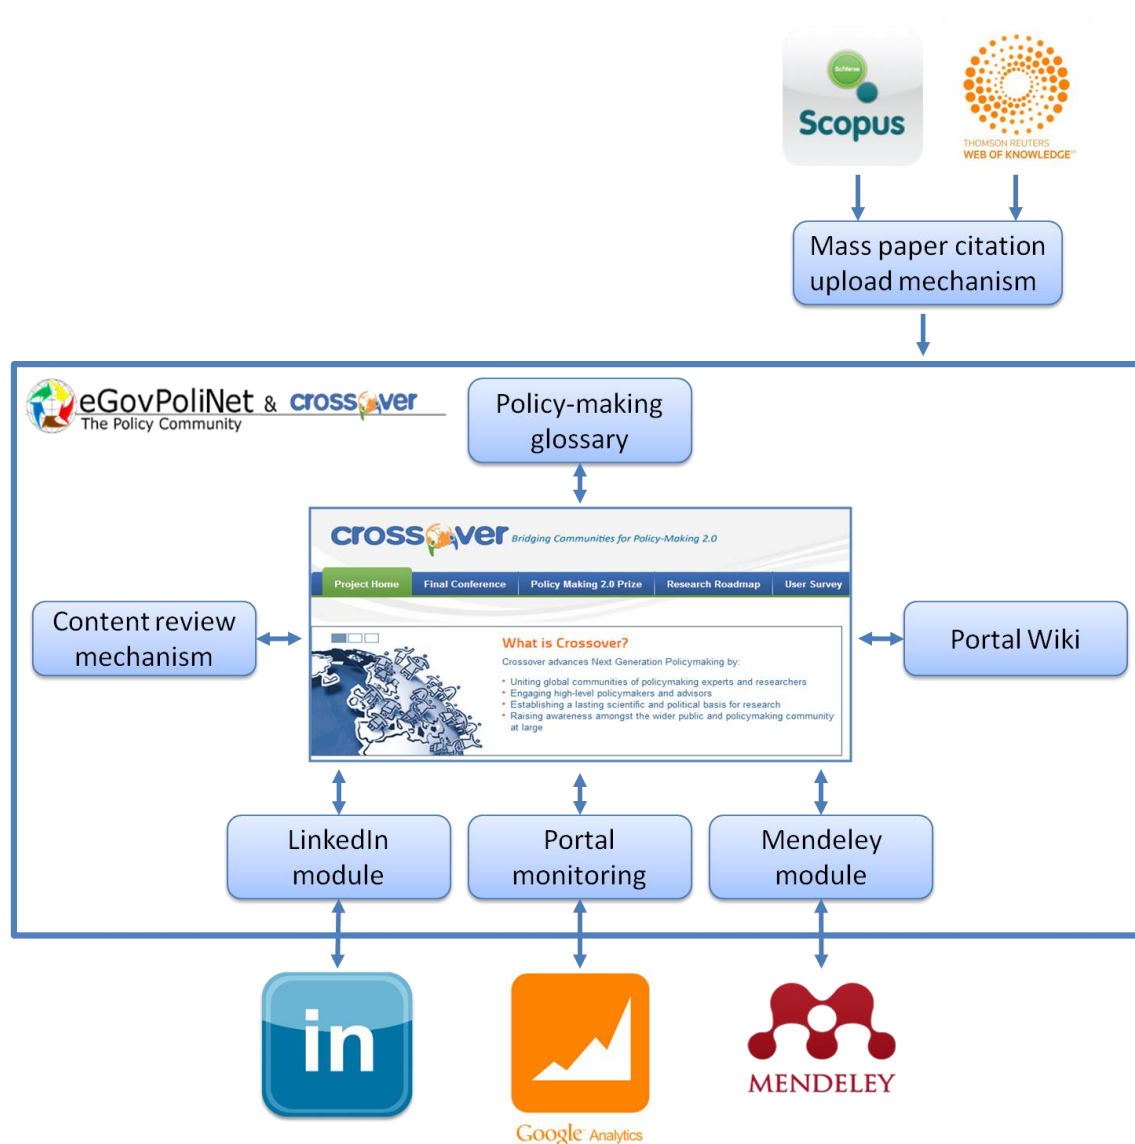 SciVerse
Scopus
THOMSON REUTERS
WEB OF KNOWLEDGE
Mass paper citation
upload mechanism
eGovPoliNet & crossover
The Policy Community
Policy-making
glossary
crossover Bridging Communities for Policy-Making 2.0
Project Home Final Conference Policy Making 2.0 Prize Research Roadmap User Survey
Content review
mechanism
What is Crossover?
Crossover advances Next Generation Policymaking by:
• Uniting global communities of policymaking experts and researchers
• Engaging high-level policymakers and advisors
• Establishing a lasting scientific and political basis for research
• Raising awareness amongst the wider public and policymaking community
at large
Portal Wiki
LinkedIn
module
Portal
monitoring
Mendeley
module
in
Google Analytics
MENDELEY